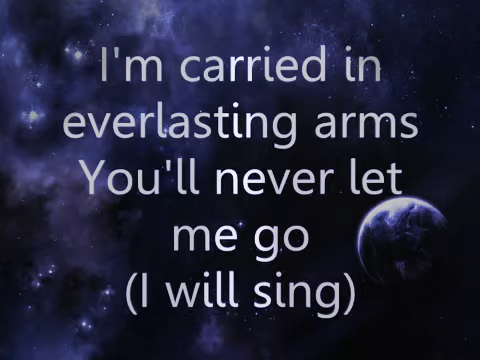 I'm carried in
everlasting arms
You'll never let
me go
(I will sing)